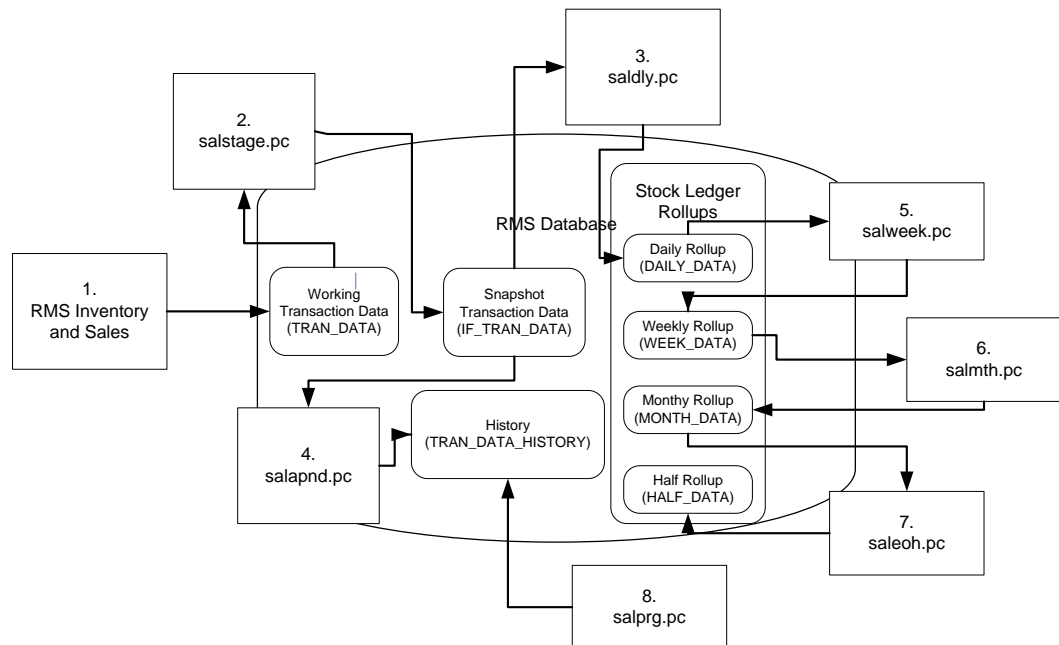 3.
saldly.pc
2.
salstage.pc
Stock Ledger
Rollups
5.
salweek.pc
RMS Database
Daily Rollup
(DAILY_DATA)
1.
RMS Inventory
and Sales
Working
Transaction Data
(TRAN_DATA)
Snapshot
Transaction Data
(IF_TRAN_DATA)
Weekly Rollup
(WEEK_DATA)
6.
salmth.pc
Monthy Rollup
(MONTH_DATA)
4.
salapnd.pc
History
(TRAN_DATA_HISTORY)
Half Rollup
(HALF_DATA)
7.
saleoh.pc
8.
salprg.pc